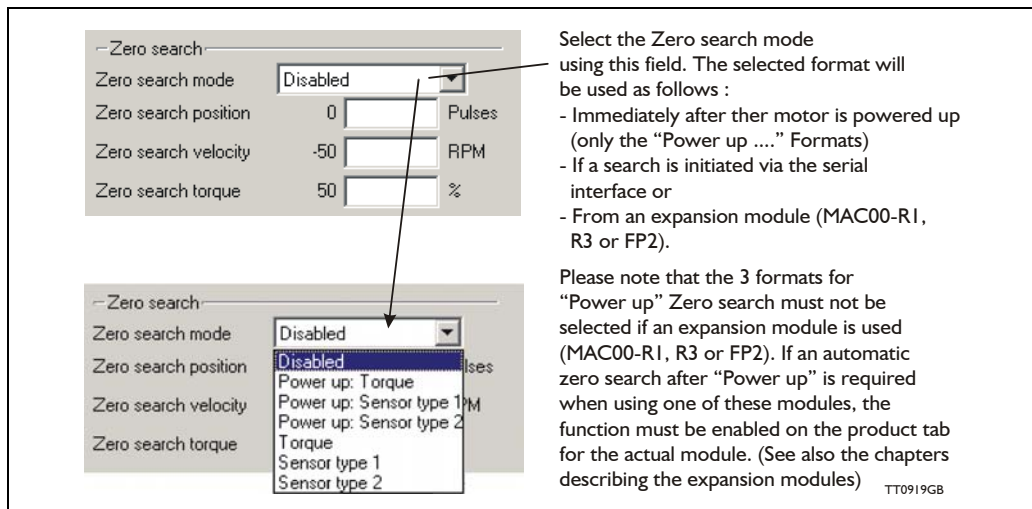 Zero search
Zero search mode Disabled
Zero search position 0 Pulses
Zero search velocity -50 RPM
Zero search torque 50 %
Select the Zero search mode
using this field. The selected format will
be used as follows :
- Immediately after ther motor is powered up
(only the “Power up ....” Formats)
- If a search is initiated via the serial
interface or
- From an expansion module (MAC00-R1,
R3 or FP2).
Please note that the 3 formats for
“Power up” Zero search must not be
selected if an expansion module is used
(MAC00-R1, R3 or FP2). If an automatic
zero search after “Power up” is required
when using one of these modules, the
function must be enabled on the product tab
for the actual module. (See also the chapters
describing the expansion modules)
TT0919GB
Zero search
Zero search mode Disabled
Zero search position lses
Zero search velocity PM
Zero search torque
Disabled
Power up: Torque
Power up: Sensor type 1
Power up: Sensor type 2
Torque
Sensor type 1
Sensor type 2